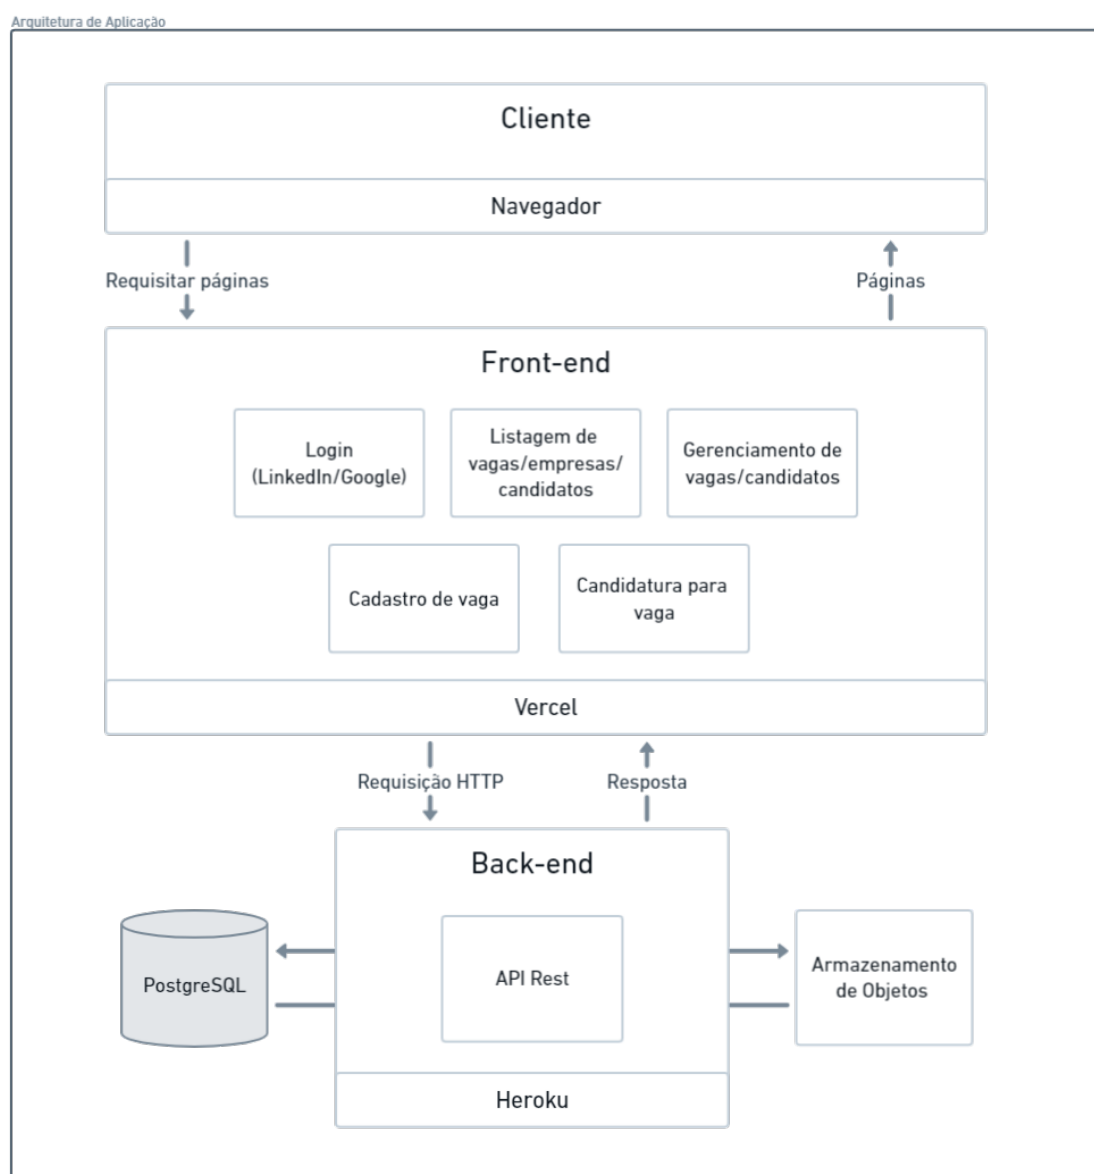 Arquitetura de Aplicação
Cliente
Navegador
Requisitar páginas
Páginas
Front-end
Login
(LinkedIn/Google)
Listagem de
vagas/empresas/
candidatos
Gerenciamento de
vagas/candidatos
Cadastro de vaga
Candidatura para
vaga
Vercel
Requisição HTTP
Resposta
Back-end
PostgreSQL
API Rest
Armazenamento
de Objetos
Heroku